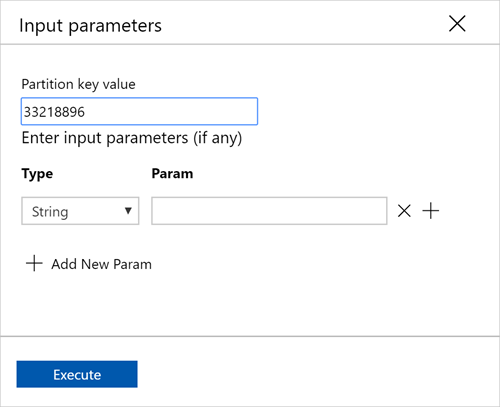 Input parameters
Partition key value
33218896
Enter input parameters (if any)
Type Param
String
Add New Param
Execute